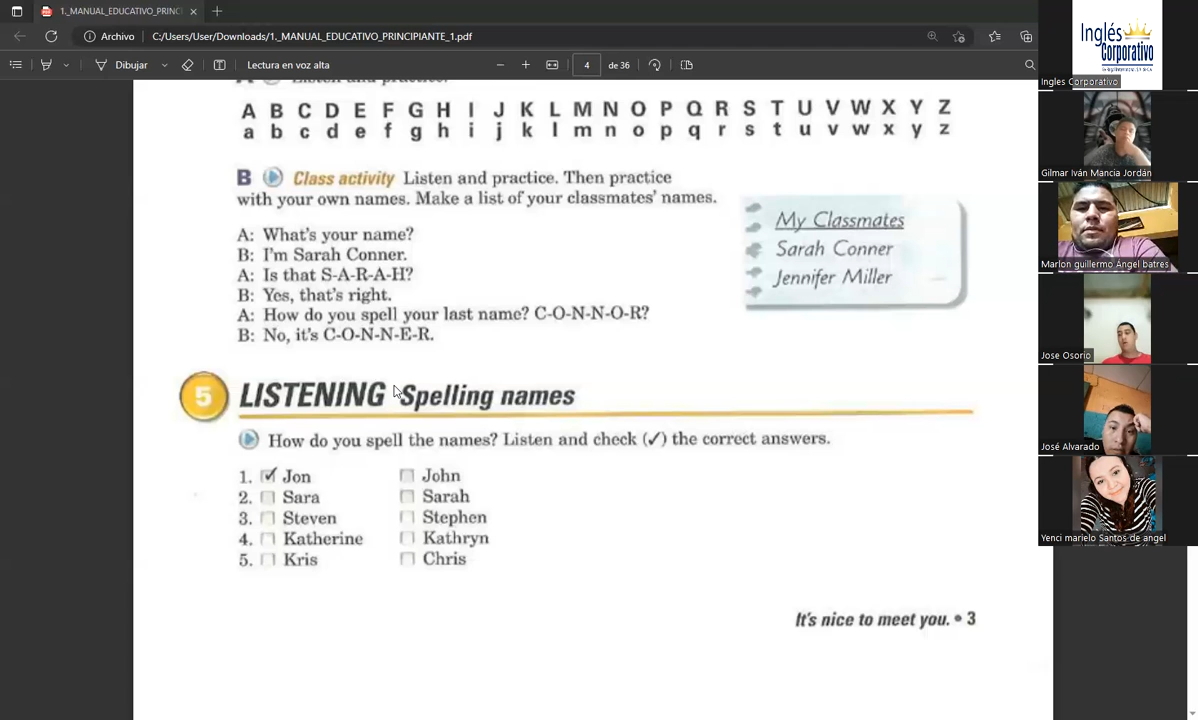 1._MANUAL_EDUCATIVO_PRINC
Archivo
C:/Users/User/Downloads/1._MANUAL_EDUCATIVO_PRINCIPIANTE_1.pdf
Dibujar
Lectura en voz alta
4
de 36
A Listen and practice.
A B C D E F G H I J K L M N O P Q R S T U V W X Y Z
a b c d e f g h i j k l m n o p q r s t u v w x y z
B Class activity Listen and practice. Then practice
with your own names. Make a list of your classmates' names.
A: What's your name?
B: I'm Sarah Conner.
A: Is that S-A-R-A-H?
B: Yes, that's right.
A: How do you spell your last name? C-O-N-N-O-R?
B: No, it's C-O-N-N-E-R.
My Classmates
Sarah Conner
Jennifer Miller
5 LISTENING Spelling names
How do you spell the names? Listen and check (✓) the correct answers.
1. ✓ Jon John
2. Sara Sarah
3. Steven Stephen
4. Katherine Kathryn
5. Kris Chris
It's nice to meet you. • 3
Inglés
Corporativo
Ingles Corporativo
Gilmar Iván Mancia Jordán
Marlon guillermo Ángel batres
Jose Osorio
José Alvarado
Yenci marielo Santos de angel